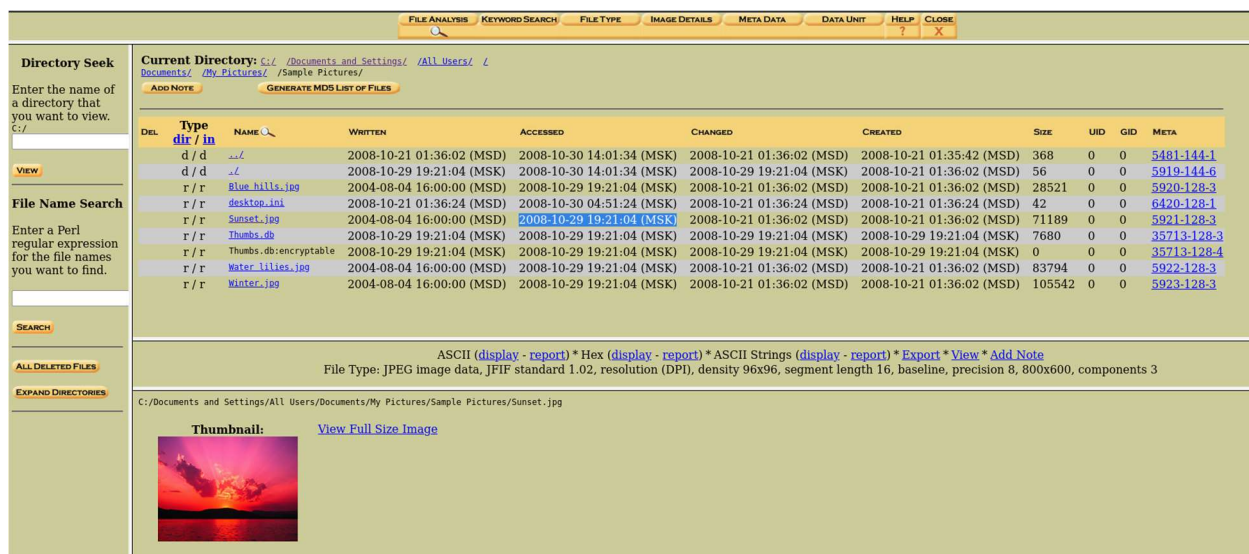 FILE ANALYSIS KEYWORD SEARCH FILE TYPE IMAGE DETAILS META DATA DATA UNIT HELP CLOSE
? X
Directory Seek
Enter the name of
a directory that
you want to view.
C:/
VIEW
File Name Search
Enter a Perl
regular expression
for the file names
you want to find.
SEARCH
ALL DELETED FILES
EXPAND DIRECTORIES
Current Directory: C:/ /Documents and Settings/ /All Users/ /
Documents/ /My Pictures/ /Sample Pictures/
ADD NOTE GENERATE MD5 LIST OF FILES
DEL Type NAME WRITTEN ACCESSED CHANGED CREATED SIZE UID GID META
dir / in
d / d ../ 2008-10-21 01:36:02 (MSD) 2008-10-30 14:01:34 (MSK) 2008-10-21 01:36:02 (MSD) 2008-10-21 01:35:42 (MSD) 368 0 0 5481-144-1
d / d ./ 2008-10-29 19:21:04 (MSK) 2008-10-30 14:01:34 (MSK) 2008-10-29 19:21:04 (MSK) 2008-10-21 01:36:02 (MSD) 56 0 0 5919-144-6
r / r Blue hills.jpg 2004-08-04 16:00:00 (MSD) 2008-10-29 19:21:04 (MSK) 2008-10-21 01:36:02 (MSD) 2008-10-21 01:36:02 (MSD) 28521 0 0 5920-128-3
r / r desktop.ini 2008-10-21 01:36:24 (MSD) 2008-10-30 04:51:24 (MSK) 2008-10-21 01:36:24 (MSD) 2008-10-21 01:36:24 (MSD) 42 0 0 6420-128-1
r / r Sunset.jpg 2004-08-04 16:00:00 (MSD) 2008-10-29 19:21:04 (MSK) 2008-10-21 01:36:02 (MSD) 2008-10-21 01:36:02 (MSD) 71189 0 0 5921-128-3
r / r Thumbs.db 2008-10-29 19:21:04 (MSK) 2008-10-29 19:21:04 (MSK) 2008-10-29 19:21:04 (MSK) 2008-10-29 19:21:04 (MSK) 7680 0 0 35713-128-3
r / r Thumbs.db:encryptable 2008-10-29 19:21:04 (MSK) 2008-10-29 19:21:04 (MSK) 2008-10-29 19:21:04 (MSK) 2008-10-29 19:21:04 (MSK) 0 0 0 35713-128-4
r / r Water lilies.jpg 2004-08-04 16:00:00 (MSD) 2008-10-29 19:21:04 (MSK) 2008-10-21 01:36:02 (MSD) 2008-10-21 01:36:02 (MSD) 83794 0 0 5922-128-3
r / r Winter.jpg 2004-08-04 16:00:00 (MSD) 2008-10-29 19:21:04 (MSK) 2008-10-21 01:36:02 (MSD) 2008-10-21 01:36:02 (MSD) 105542 0 0 5923-128-3
ASCII (display - report) * Hex (display - report) * ASCII Strings (display - report) * Export * View * Add Note
File Type: JPEG image data, JFIF standard 1.02, resolution (DPI), density 96x96, segment length 16, baseline, precision 8, 800x600, components 3
C:/Documents and Settings/All Users/Documents/My Pictures/Sample Pictures/Sunset.jpg
Thumbnail: View Full Size Image